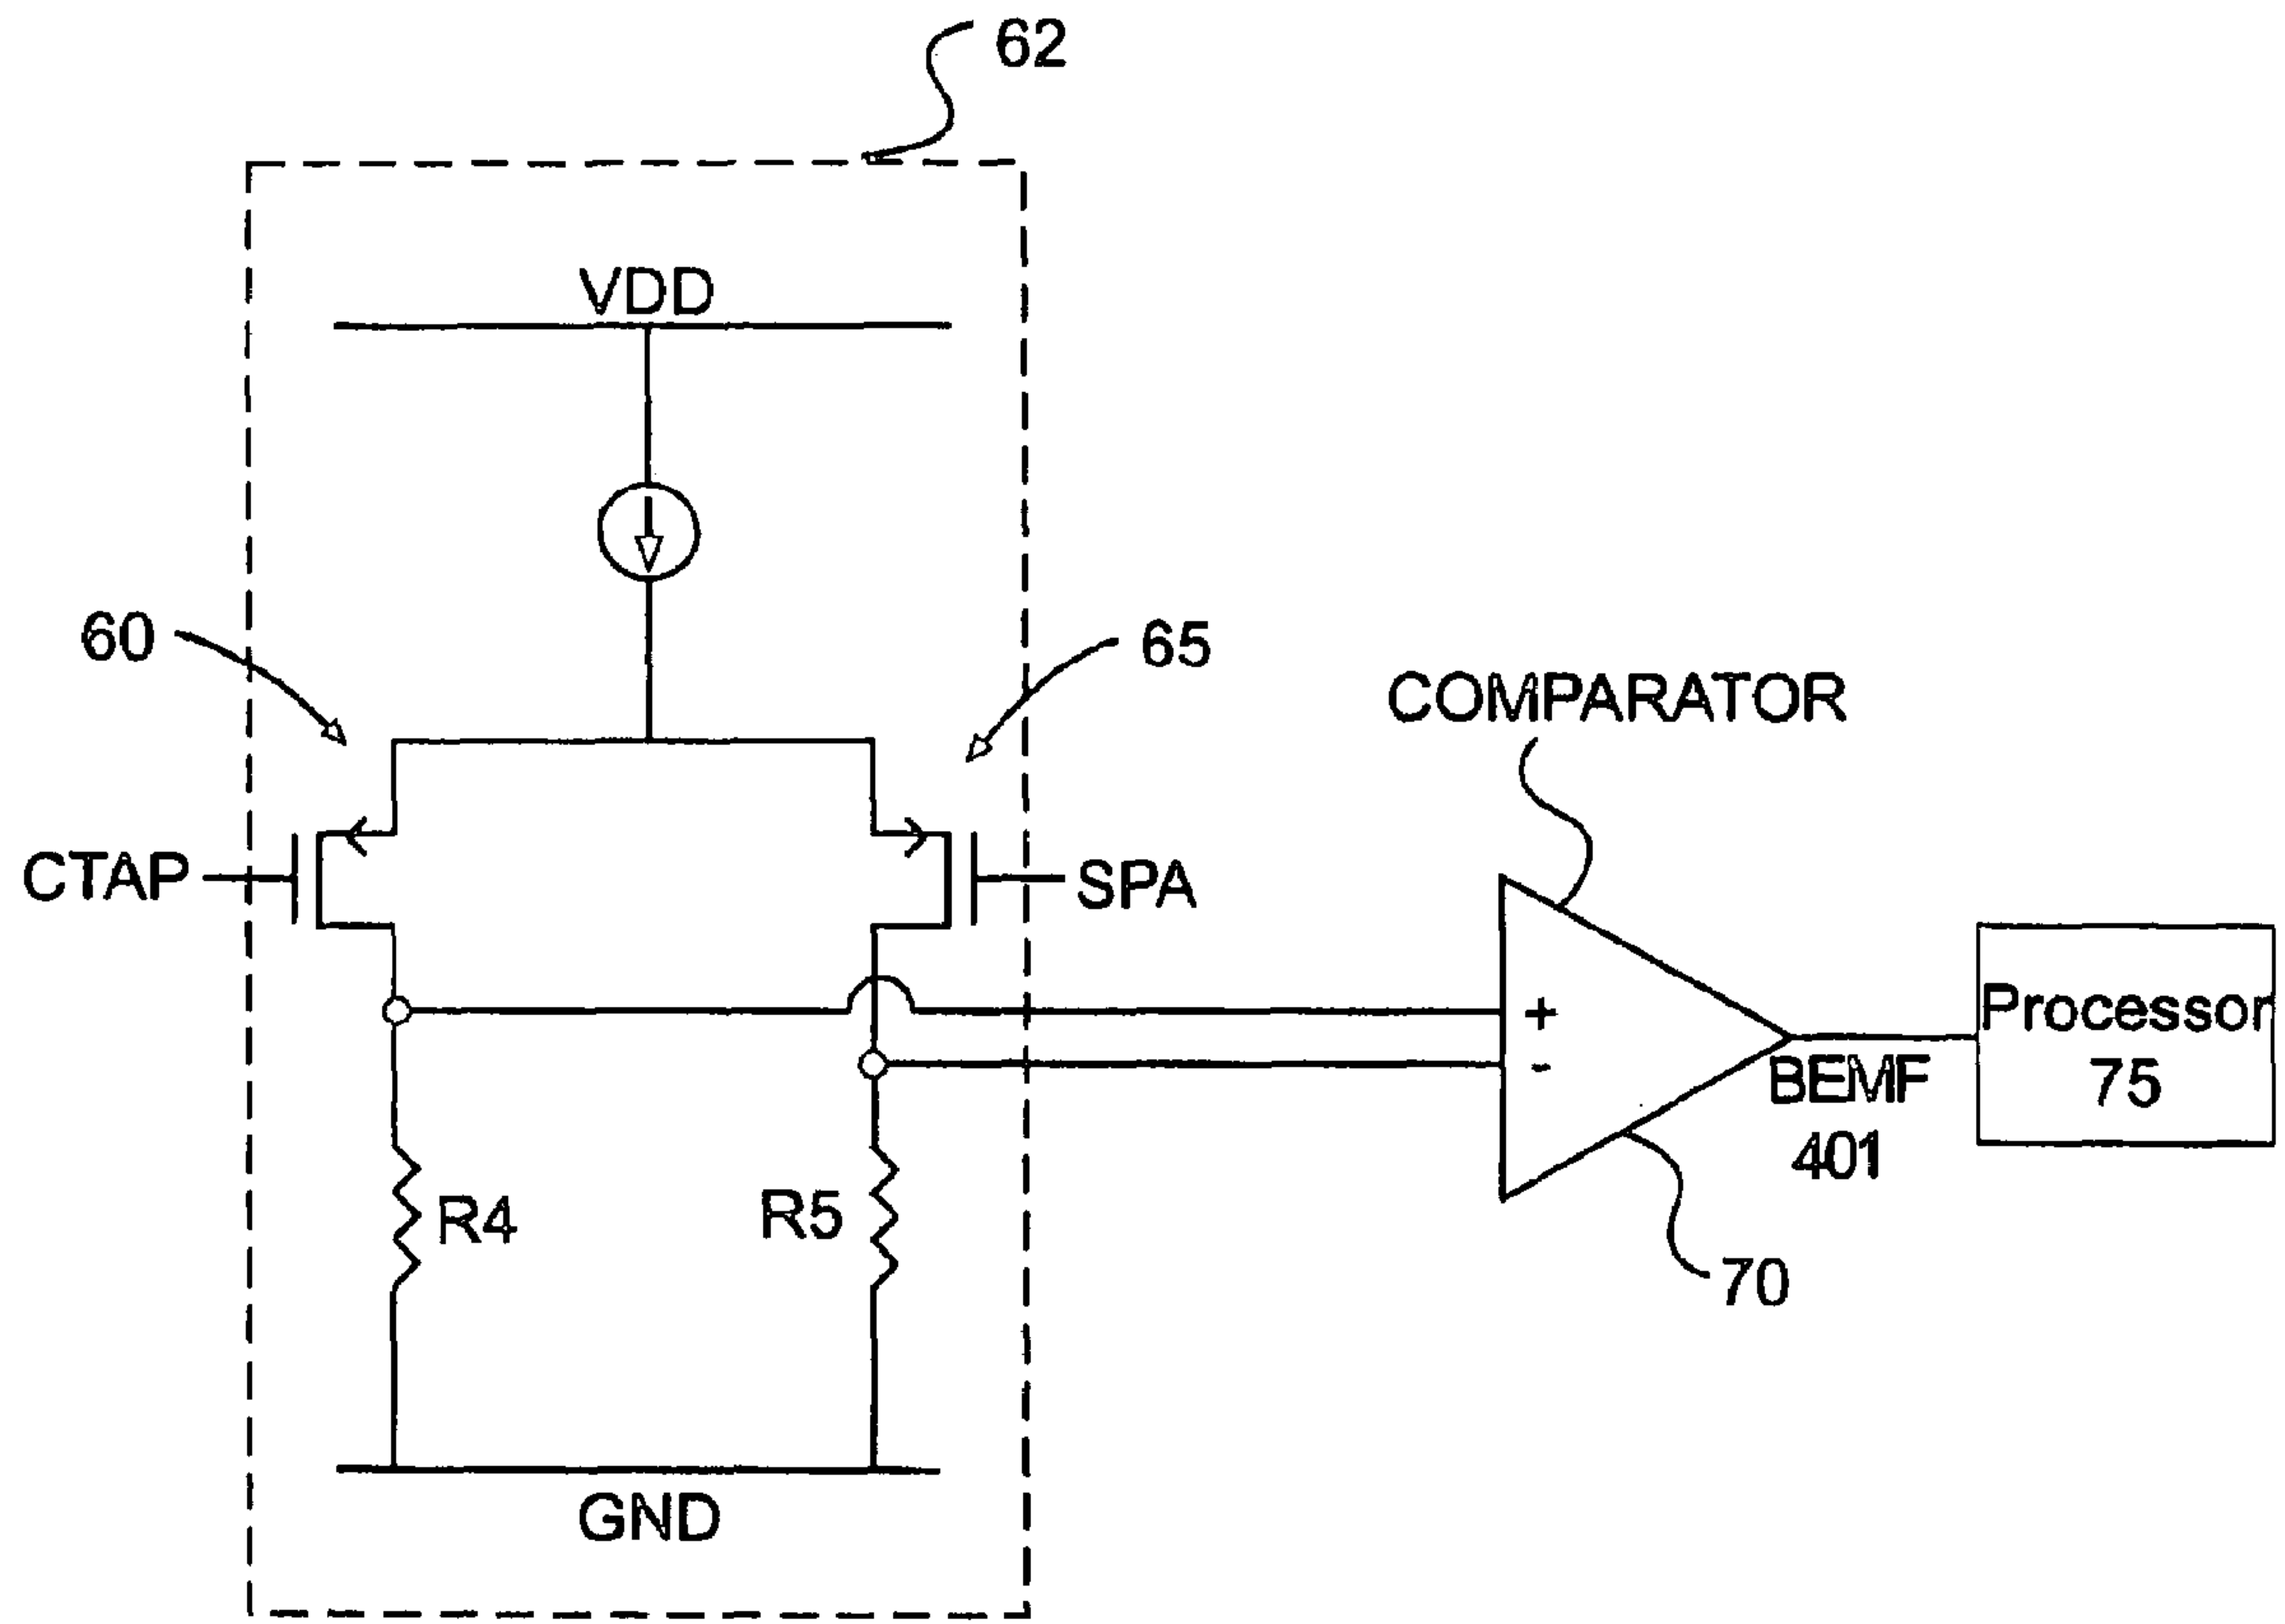 62
VDD
60
65
COMPARATOR
CTAP
SPA
+
-
Processor
75
BEMF
401
R4
R5
70
GND